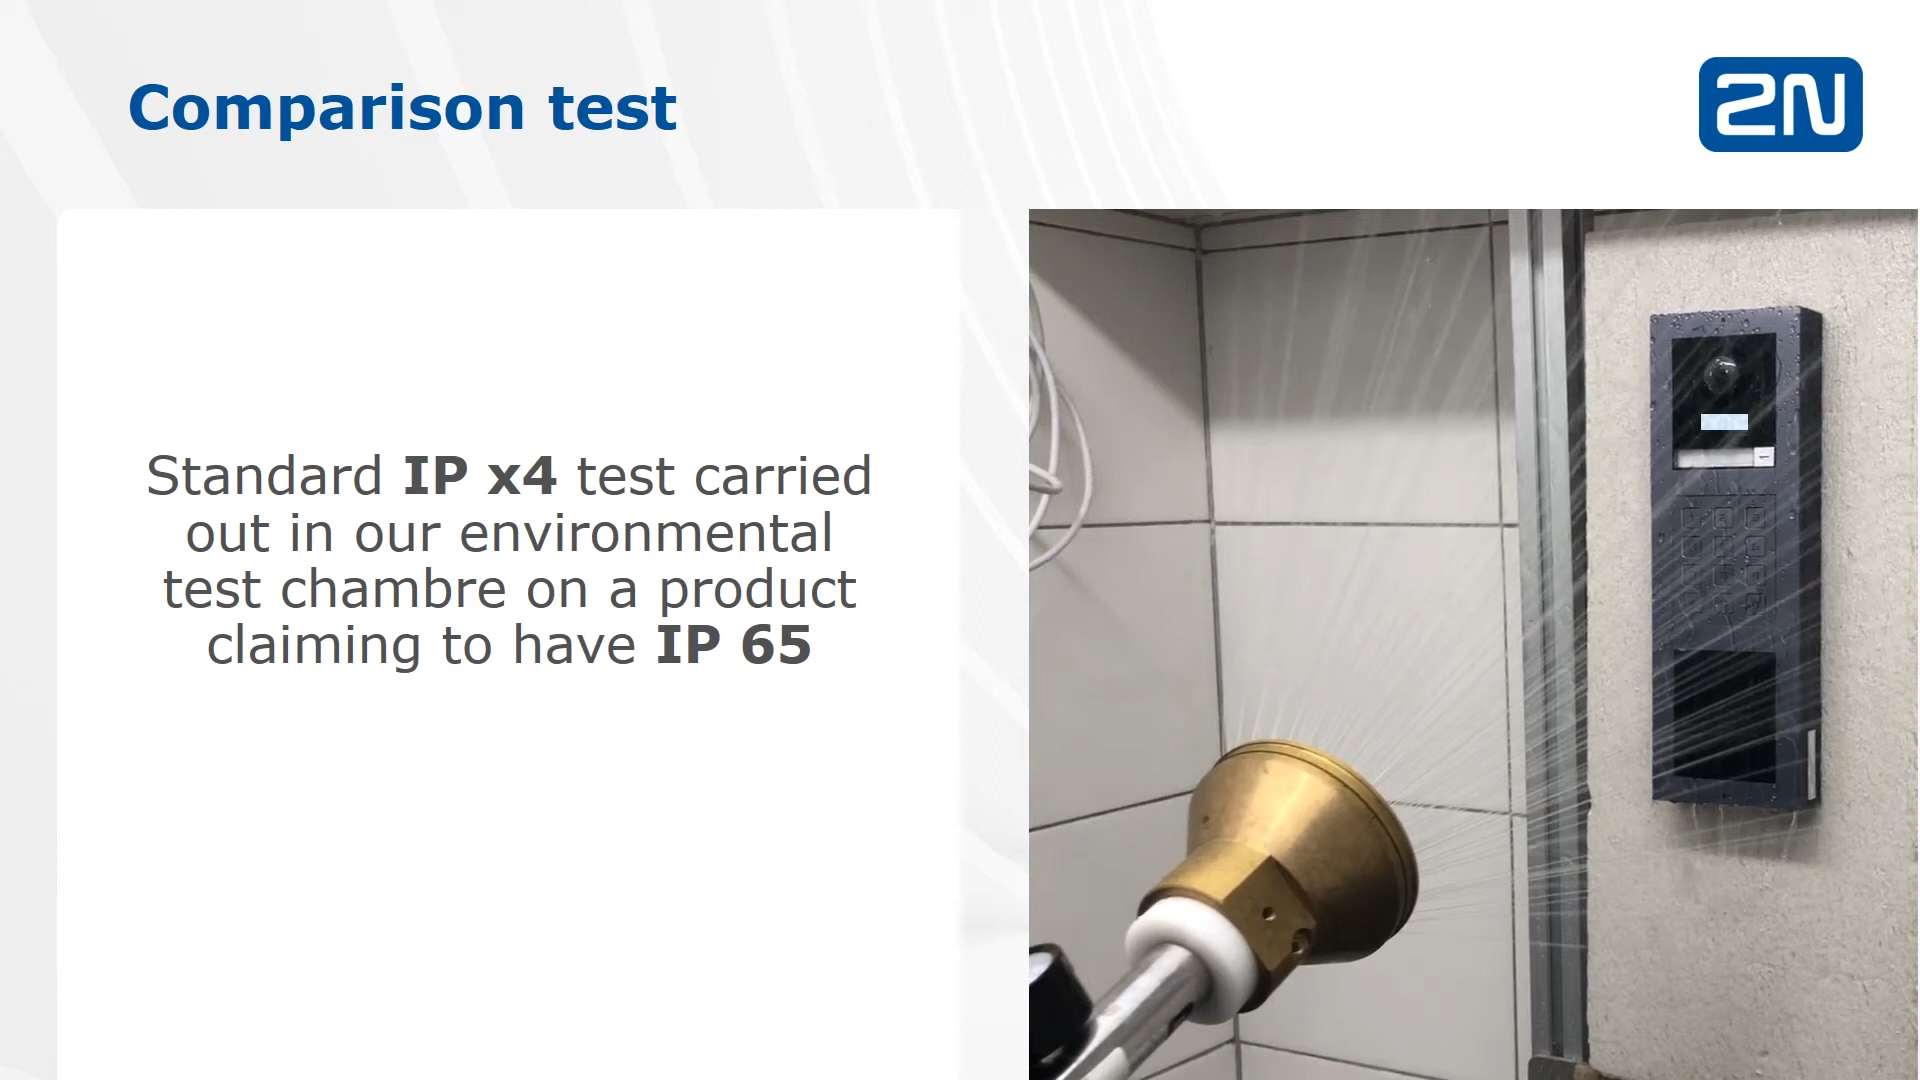 Comparison test
2N
Standard IP x4 test carried
out in our environmental
test chambre on a product
claiming to have IP 65